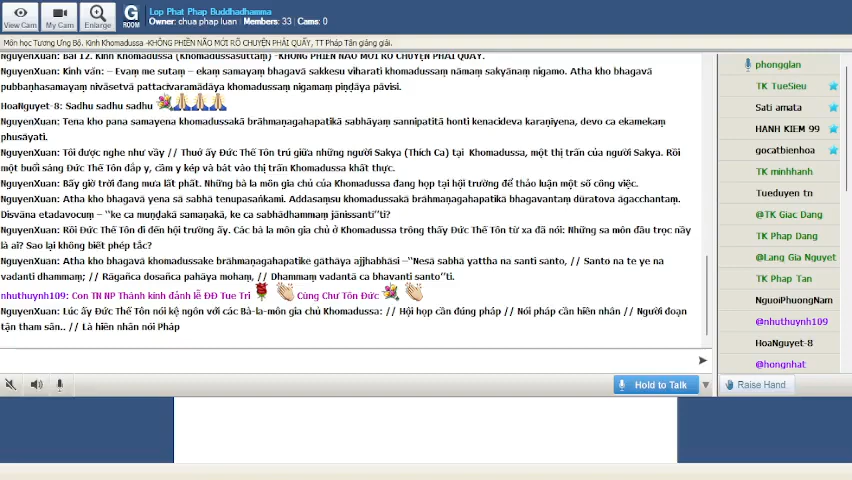 View Cam
My Cam
Enlarge
G
ROOM
Lop Phat Phap Buddhadhamma
Owner: chua phap luan Members: 33 Cams: 0
Môn học Tương Ưng Bộ. Kinh Khomadussa -KHÔNG PHIỀN NÃO MỚI RÕ CHUYỆN PHẢI QUẤY, TT Pháp Tân giảng giải.
NguyenXuan: Bài 12. Kinh Khomadussa (Khomadussasuttaṃ) -KHÔNG PHIỀN NÃO MỚI RÕ CHUYỆN PHẢI QUẤY.
NguyenXuan: Kinh văn: – Evaṃ me sutaṃ – ekaṃ samayaṃ bhagavā sakkesu viharati khomadussaṃ nāmaṃ sakyānaṃ nigamo. Atha kho bhagavā
pubbaṇhasamayaṃ nivāsetvā pattacīvaramādāya khomadussaṃ nigamaṃ piṇḍāya pāvisi.
HoaNguyet-8: Sadhu sadhu sadhu
NguyenXuan: Tena kho pana samayena khomadussakā brāhmaṇagahapatikā sabhāyaṃ sannipatitā honti kenacideva karaṇīyena, devo ca ekamekaṃ
phusāyati.
NguyenXuan: Tôi được nghe như vầy // Thuở ấy Đức Thế Tôn trú giữa những người Sakya (Thích Ca) tại Khomadussa, một thị trấn của người Sakya. Rồi
một buổi sáng Đức Thế Tôn đắp y, cầm y kép và bát vào thị trấn Khomadussa khất thực.
NguyenXuan: Bấy giờ trời đang mưa lất phất. Những bà la môn gia chủ của Khomadussa đang họp tại hội trường để thảo luận một số công việc.
NguyenXuan: Atha kho bhagavā yena sā sabhā tenupasaṅkami. Addasaṃsu khomadussakā brāhmaṇagahapatikā bhagavantaṃ dūratova āgacchantaṃ.
Disvāna etadavocuṃ – ‘‘ke ca muṇḍakā samaṇakā, ke ca sabhādhammaṃ jānissantī’’ti?
NguyenXuan: Rồi Đức Thế Tôn đi đến hội trường ấy. Các bà la môn gia chủ ở Khomadussa trông thấy Đức Thế Tôn từ xa đã nói: Những sa môn đầu trọc nầy
là ai? Sao lại không biết phép tắc?
NguyenXuan: Atha kho bhagavā khomadussake brāhmaṇagahapatike gāthāya ajjhabhāsi –‘‘Nesā sabhā yattha na santi santo, // Santo na te ye na
vadanti dhammaṃ; // Rāgañca dosañca pahāya mohaṃ, // Dhammaṃ vadantā ca bhavanti santo’’ti.
nhuthuynh109: Con TN NP Thành kính đảnh lễ ĐĐ Tue Tri Cùng Chư Tôn Đức
NguyenXuan: Lúc ấy Đức Thế Tôn nói kệ ngôn với các Bà-la-môn gia chủ Khomadussa: // Hội họp cần đúng pháp // Nói pháp cần hiền nhân // Người đoạn
tận tham sân.. // Là hiền nhân nói Pháp
Hold to Talk
Raise Hand
phongglan
TK TueSieu
Sati amata
HANH KIEM 99
gocatbienhoa
TK minhhanh
Tueduyen tn
@TK Giac Dang
TK Phap Dang
@Lang Gia Nguyet
TK Phap Tan
NguoiPhuongNam
@nhuthuynh109
HoaNguyet-8
@hongnhat